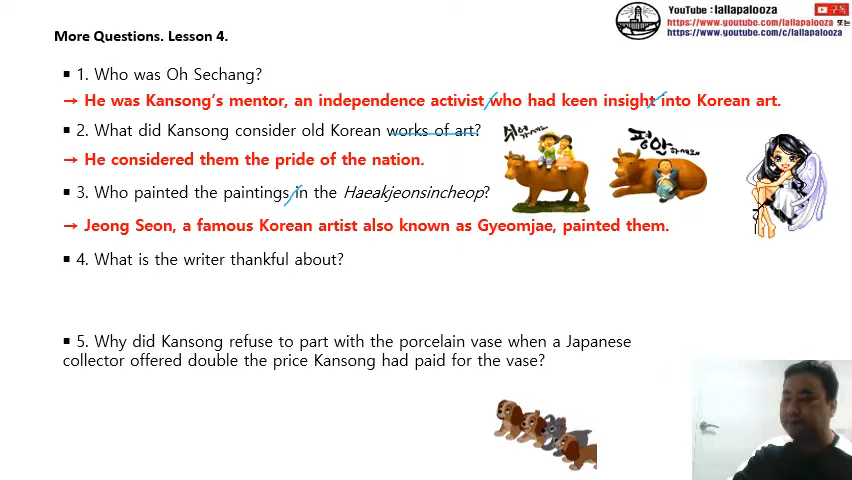 YouTube : lallapalooza
구독
https://www.youtube.com/lallapalooza 또는
https://www.youtube.com/c/lallapalooza
More Questions. Lesson 4.
▪ 1. Who was Oh Sechang?
→ He was Kansong's mentor, an independence activist who had keen insight into Korean art.
▪ 2. What did Kansong consider old Korean works of art?
→ He considered them the pride of the nation.
▪ 3. Who painted the paintings in the Haeakjeonsincheop?
→ Jeong Seon, a famous Korean artist also known as Gyeomjae, painted them.
▪ 4. What is the writer thankful about?
▪ 5. Why did Kansong refuse to part with the porcelain vase when a Japanese
collector offered double the price Kansong had paid for the vase?
평안
하세요